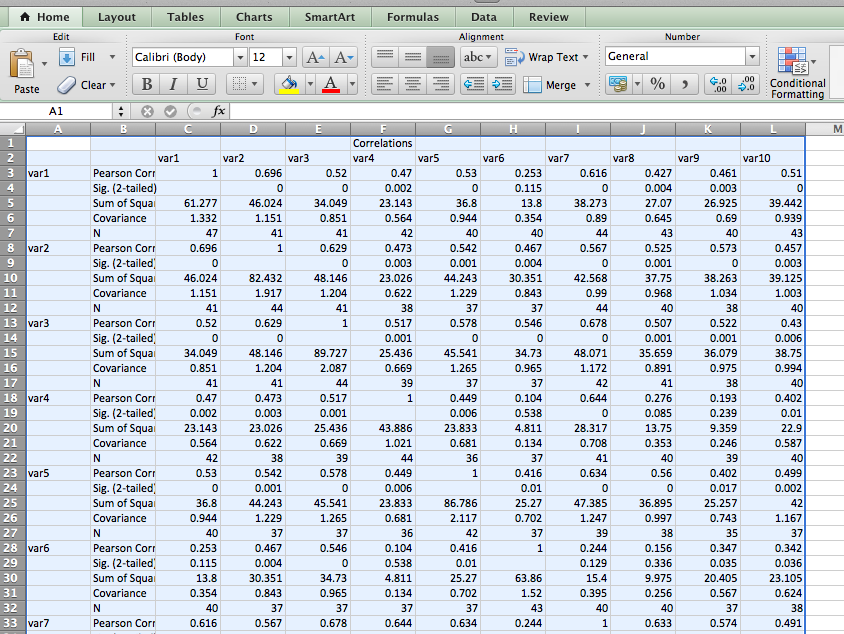 Home Layout Tables Charts SmartArt Formulas Data Review
Edit Font Alignment Number
Fill Calibri (Body) 12 A A abc Wrap Text General
Paste Clear B I U A Merge % , .0 .00 .00 .0 Conditional Formatting
A1 fx
A B C D E F G H I J K L M
1 Correlations
2 var1 var2 var3 var4 var5 var6 var7 var8 var9 var10
3 var1 Pearson Corr 1 0.696 0.52 0.47 0.53 0.253 0.616 0.427 0.461 0.51
4 Sig. (2-tailed) 0 0 0.002 0 0.115 0 0.004 0.003 0
5 Sum of Squa 61.277 46.024 34.049 23.143 36.8 13.8 38.273 27.07 26.925 39.442
6 Covariance 1.332 1.151 0.851 0.564 0.944 0.354 0.89 0.645 0.69 0.939
7 N 47 41 41 42 40 40 44 43 40 43
8 var2 Pearson Corr 0.696 1 0.629 0.473 0.542 0.467 0.567 0.525 0.573 0.457
9 Sig. (2-tailed) 0 0 0.003 0.001 0.004 0 0.001 0 0.003
10 Sum of Squa 46.024 82.432 48.146 23.026 44.243 30.351 42.568 37.75 38.263 39.125
11 Covariance 1.151 1.917 1.204 0.622 1.229 0.843 0.99 0.968 1.034 1.003
12 N 41 44 41 38 37 37 44 40 38 40
13 var3 Pearson Corr 0.52 0.629 1 0.517 0.578 0.546 0.678 0.507 0.522 0.43
14 Sig. (2-tailed) 0 0 0.001 0 0 0 0.001 0.001 0.006
15 Sum of Squa 34.049 48.146 89.727 25.436 45.541 34.73 48.071 35.659 36.079 38.75
16 Covariance 0.851 1.204 2.087 0.669 1.265 0.965 1.172 0.891 0.975 0.994
17 N 41 41 44 39 37 37 42 41 38 40
18 var4 Pearson Corr 0.47 0.473 0.517 1 0.449 0.104 0.644 0.276 0.193 0.402
19 Sig. (2-tailed) 0.002 0.003 0.001 0.006 0.538 0 0.085 0.239 0.01
20 Sum of Squa 23.143 23.026 25.436 43.886 23.833 4.811 28.317 13.75 9.359 22.9
21 Covariance 0.564 0.622 0.669 1.021 0.681 0.134 0.708 0.353 0.246 0.587
22 N 42 38 39 44 36 37 41 40 39 40
23 var5 Pearson Corr 0.53 0.542 0.578 0.449 1 0.416 0.634 0.56 0.402 0.499
24 Sig. (2-tailed) 0 0.001 0 0.006 0.01 0 0 0.017 0.002
25 Sum of Squa 36.8 44.243 45.541 23.833 86.786 25.27 47.385 36.895 25.257 42
26 Covariance 0.944 1.229 1.265 0.681 2.117 0.702 1.247 0.997 0.743 1.167
27 N 40 37 37 36 42 37 39 38 35 37
28 var6 Pearson Corr 0.253 0.467 0.546 0.104 0.416 1 0.244 0.156 0.347 0.342
29 Sig. (2-tailed) 0.115 0.004 0 0.538 0.01 0.129 0.336 0.035 0.036
30 Sum of Squa 13.8 30.351 34.73 4.811 25.27 63.86 15.4 9.975 20.405 23.105
31 Covariance 0.354 0.843 0.965 0.134 0.702 1.52 0.395 0.256 0.567 0.624
32 N 40 37 37 37 37 43 40 40 37 38
33 var7 Pearson Corr 0.616 0.567 0.678 0.644 0.634 0.244 1 0.633 0.574 0.491